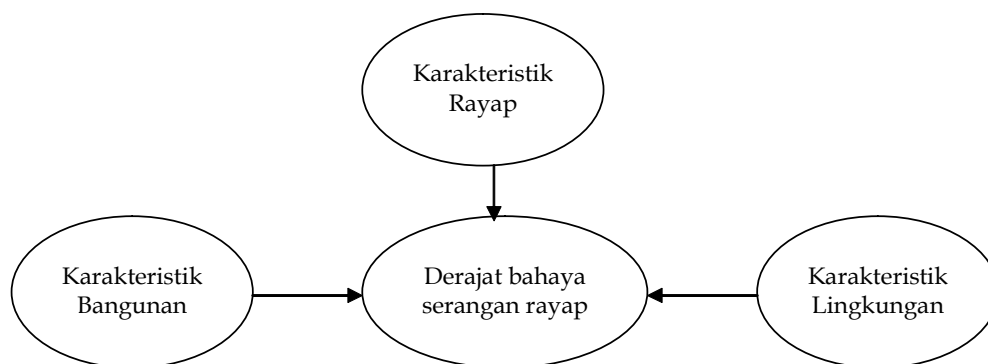 Karakteristik
Rayap
Karakteristik
Bangunan
Derajat bahaya
serangan rayap
Karakteristik
Lingkungan